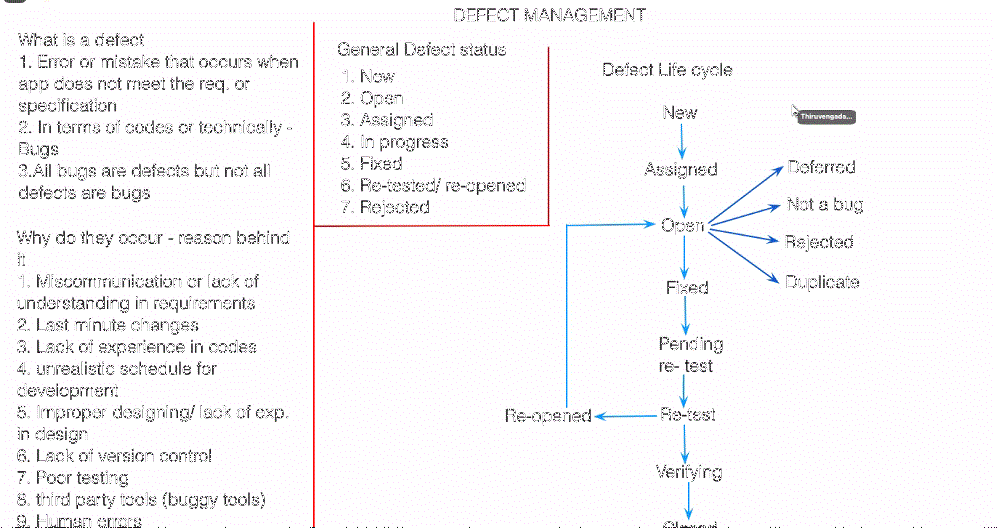 DEFECT MANAGEMENT
What is a defect
1. Error or mistake that occurs when
app does not meet the req. or
specification
2. In terms of codes or technically -
Bugs
3.All bugs are defects but not all
defects are bugs
Why do they occur - reason behind
it
1. Miscommunication or lack of
understanding in requirements
2. Last minute changes
3. Lack of experience in codes
4. unrealistic schedule for
development
5. Improper designing/ lack of exp.
in design
6. Lack of version control
7. Poor testing
8. third party tools (buggy tools)
9. Human errors
General Defect status
1. New
2. Open
3. Assigned
4. In progress
5. Fixed
6. Re-tested/ re-opened
7. Rejected
Defect Life cycle
New
Thiruvengada...
Assigned
Deferred
Not a bug
Open
Rejected
Duplicate
Fixed
Pending
re- test
Re-opened
Re-test
Verifying
Closed